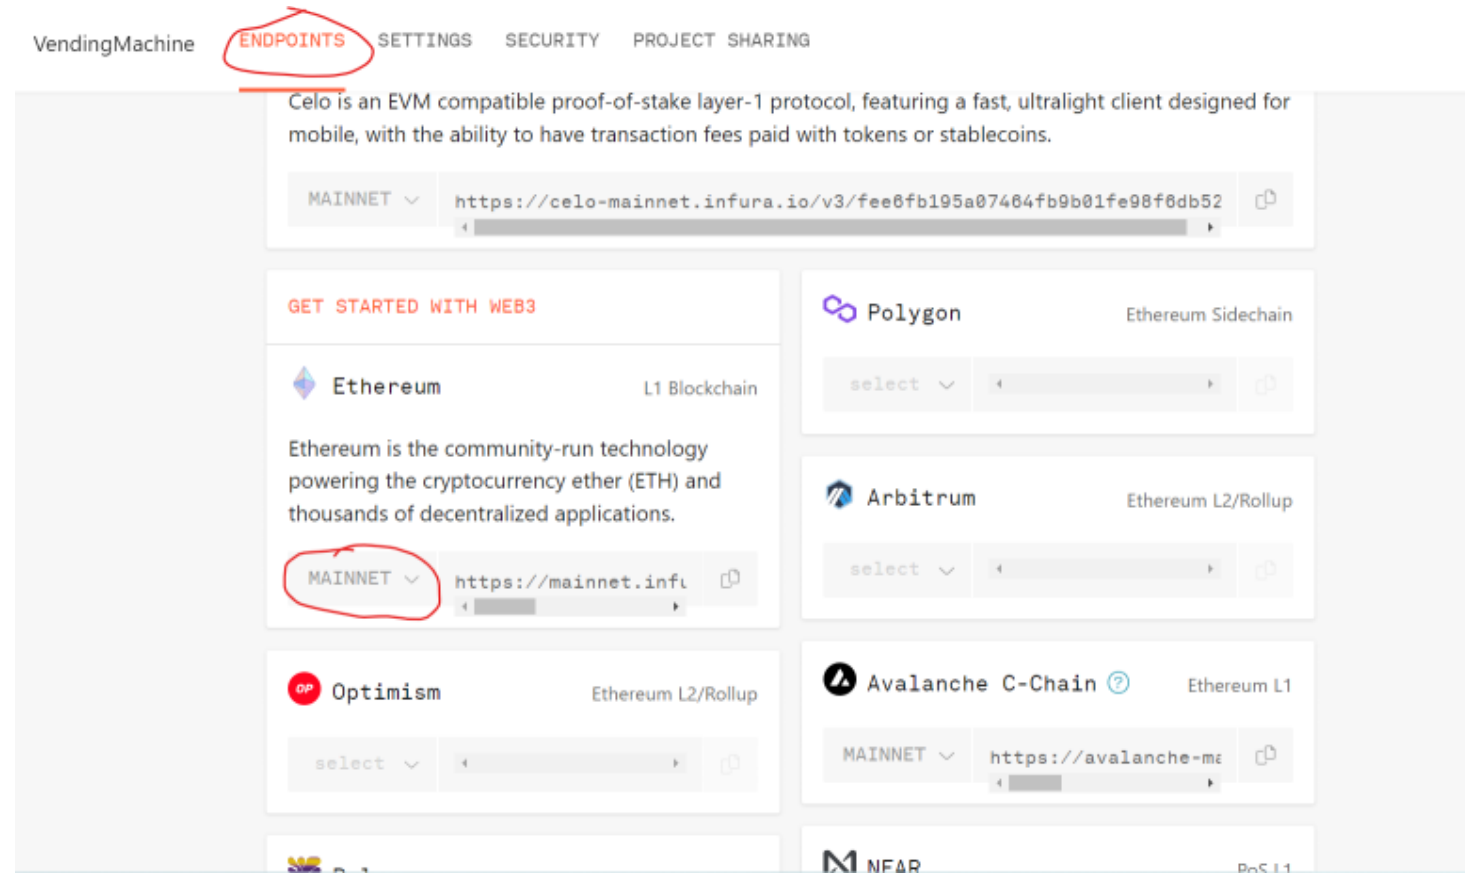 VendingMachine
ENDPOINTS SETTINGS SECURITY PROJECT SHARING
Celo is an EVM compatible proof-of-stake layer-1 protocol, featuring a fast, ultralight client designed for
mobile, with the ability to have transaction fees paid with tokens or stablecoins.
MAINNET https://celo-mainnet.infura.io/v3/fee6fb195a07464fb9b01fe98f6db52
GET STARTED WITH WEB3
Ethereum L1 Blockchain
Ethereum is the community-run technology
powering the cryptocurrency ether (ETH) and
thousands of decentralized applications.
MAINNET https://mainnet.infu
Optimism Ethereum L2/Rollup
OP
select
Polygon Ethereum Sidechain
select
Arbitrum Ethereum L2/Rollup
select
Avalanche C-Chain ? Ethereum L1
MAINNET https://avalanche-ma
NEAR PoS L1